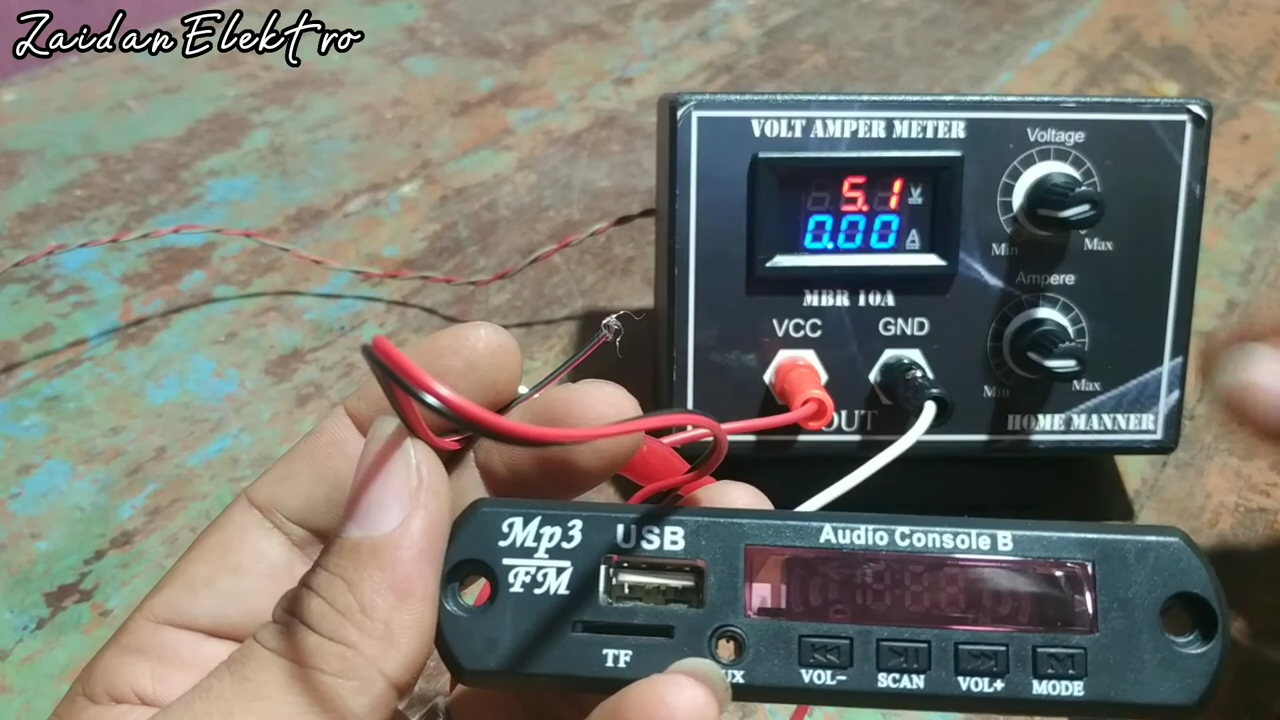 Zaidan Elektro
VOLT AMPER METER
Voltage
5.1 V
0.00 A
Min
Max
Ampere
MBR 10A
VCC
GND
Min
Max
OUT
HOME MANNER
Mp3
FM
USB
Audio Console B
TF
UX
VOL-
SCAN
VOL+
M
MODE